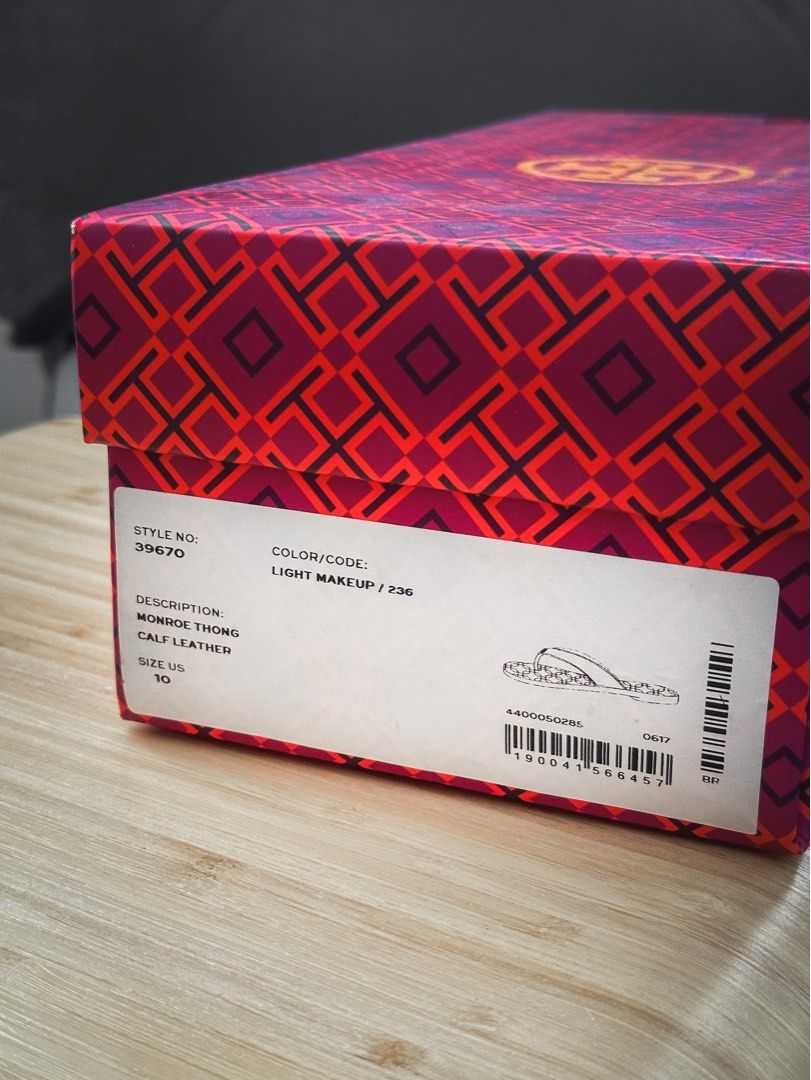 STYLE NO:
39670
COLOR/CODE:
LIGHT MAKEUP / 236
DESCRIPTION:
MONROE THONG
CALF LEATHER
SIZE US
10
4400050285
0617
190041566457
BR